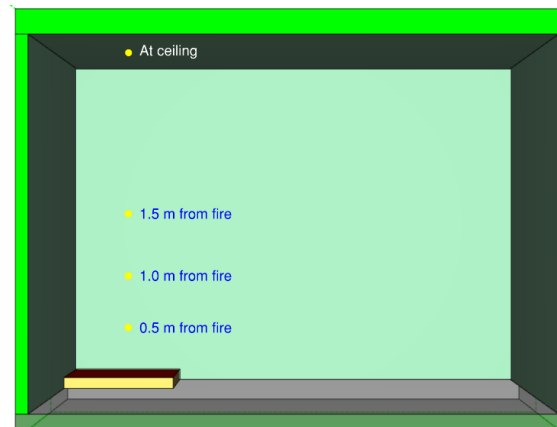 At ceiling
1.5 m from fire
1.0 m from fire
0.5 m from fire